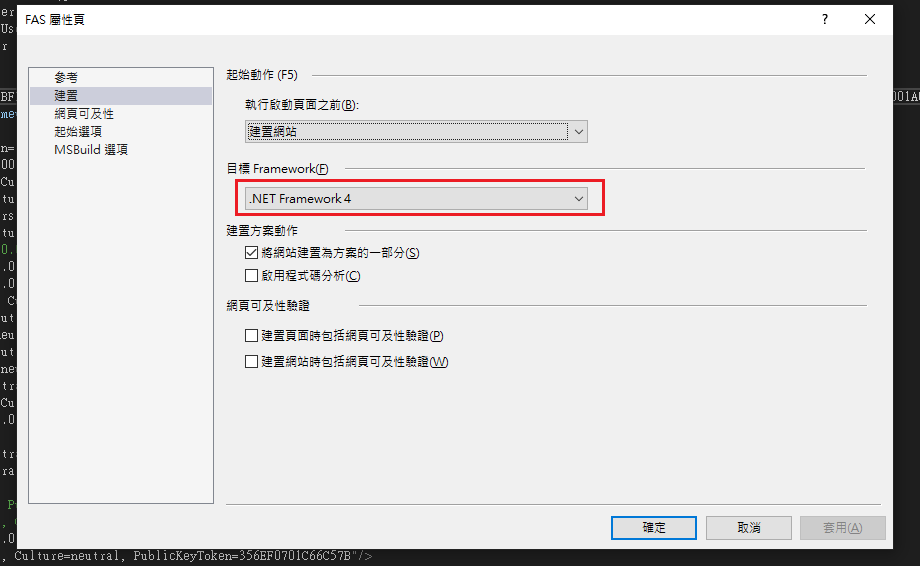 FAS 屬性頁
?
參考
建置
網頁可及性
起始選項
MSBuild 選項
起始動作 (F5)
執行啟動頁面之前(B):
建置網站
目標 Framework(F)
.NET Framework 4
建置方案動作
將網站建置為方案的一部分(S)
啟用程式碼分析(C)
網頁可及性驗證
建置頁面時包括網頁可及性驗證(P)
建置網站時包括網頁可及性驗證(W)
確定
取消
套用(A)
, Culture=neutral, PublicKeyToken=356EF0701C66C57B"/>